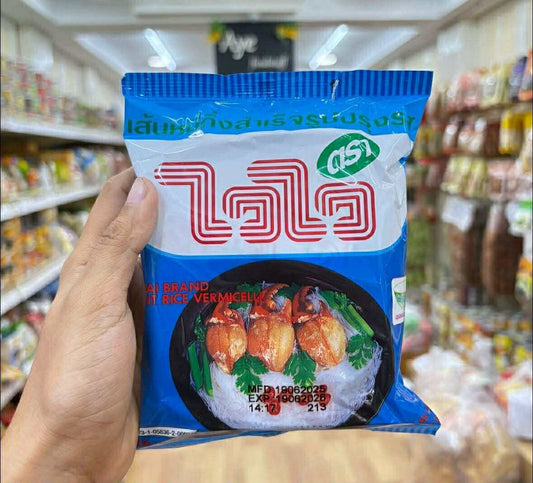 Aye
เส้นหมี่กึ่งสำเร็จรูปปรุงรส
ตรา
ไวไว
AI BRAND
T RICE VERMICELLI
MFD 19062025
EXP 19062026
14:17 213